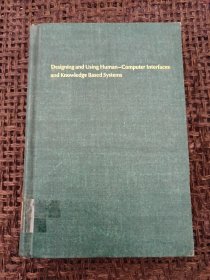 Designing and Using Human–Computer Interfaces
and Knowledge Based Systems